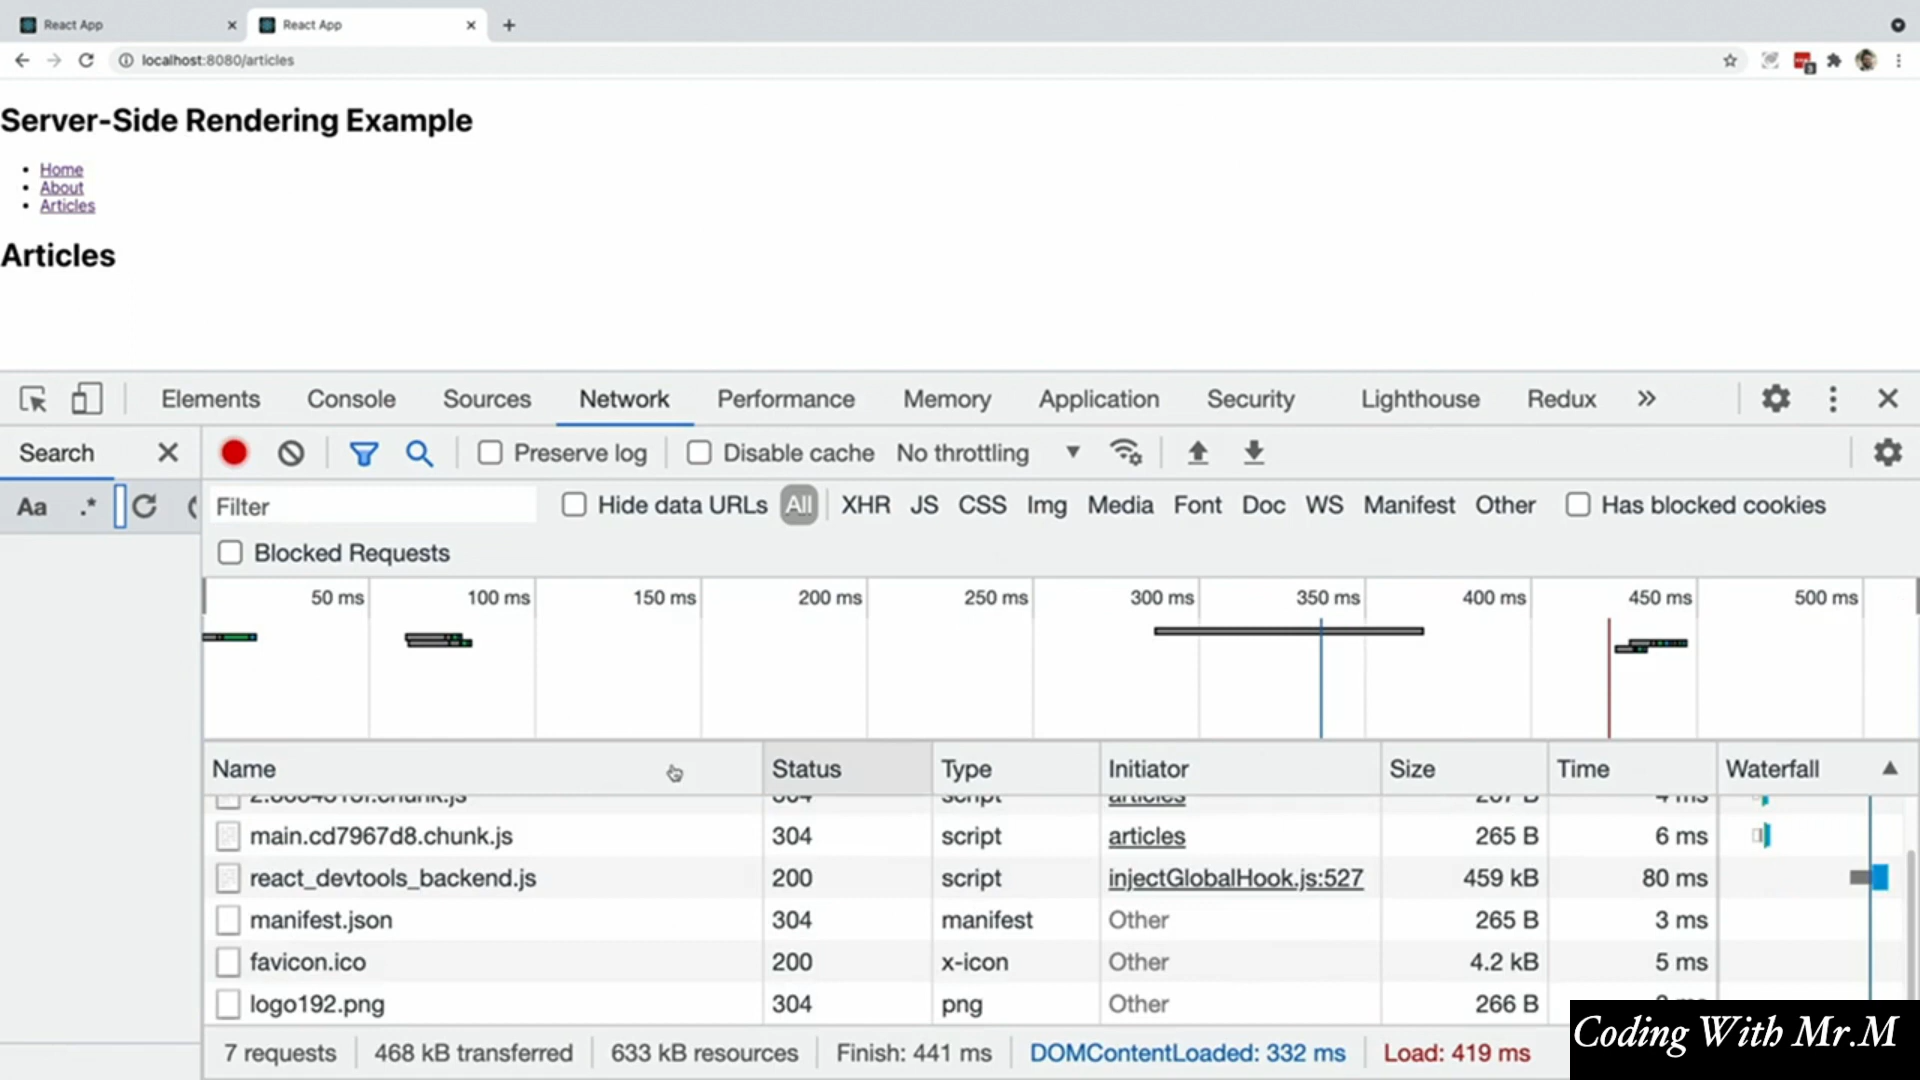 React App
React App
localhost:8080/articles
Server-Side Rendering Example
Home
About
Articles
Articles
Elements Console Sources Network Performance Memory Application Security Lighthouse Redux
Search Preserve log Disable cache No throttling
Aa .* Filter Hide data URLs All XHR JS CSS Img Media Font Doc WS Manifest Other Has blocked cookies
Blocked Requests
50 ms 100 ms 150 ms 200 ms 250 ms 300 ms 350 ms 400 ms 450 ms 500 ms
Name Status Type Initiator Size Time Waterfall
304 script articles 267 B 4 ms
main.cd7967d8.chunk.js 304 script articles 265 B 6 ms
react_devtools_backend.js 200 script injectGlobalHook.js:527 459 kB 80 ms
manifest.json 304 manifest Other 265 B 3 ms
favicon.ico 200 x-icon Other 4.2 kB 5 ms
logo192.png 304 png Other 266 B
7 requests 468 kB transferred 633 kB resources Finish: 441 ms DOMContentLoaded: 332 ms Load: 419 ms
Coding With Mr.M